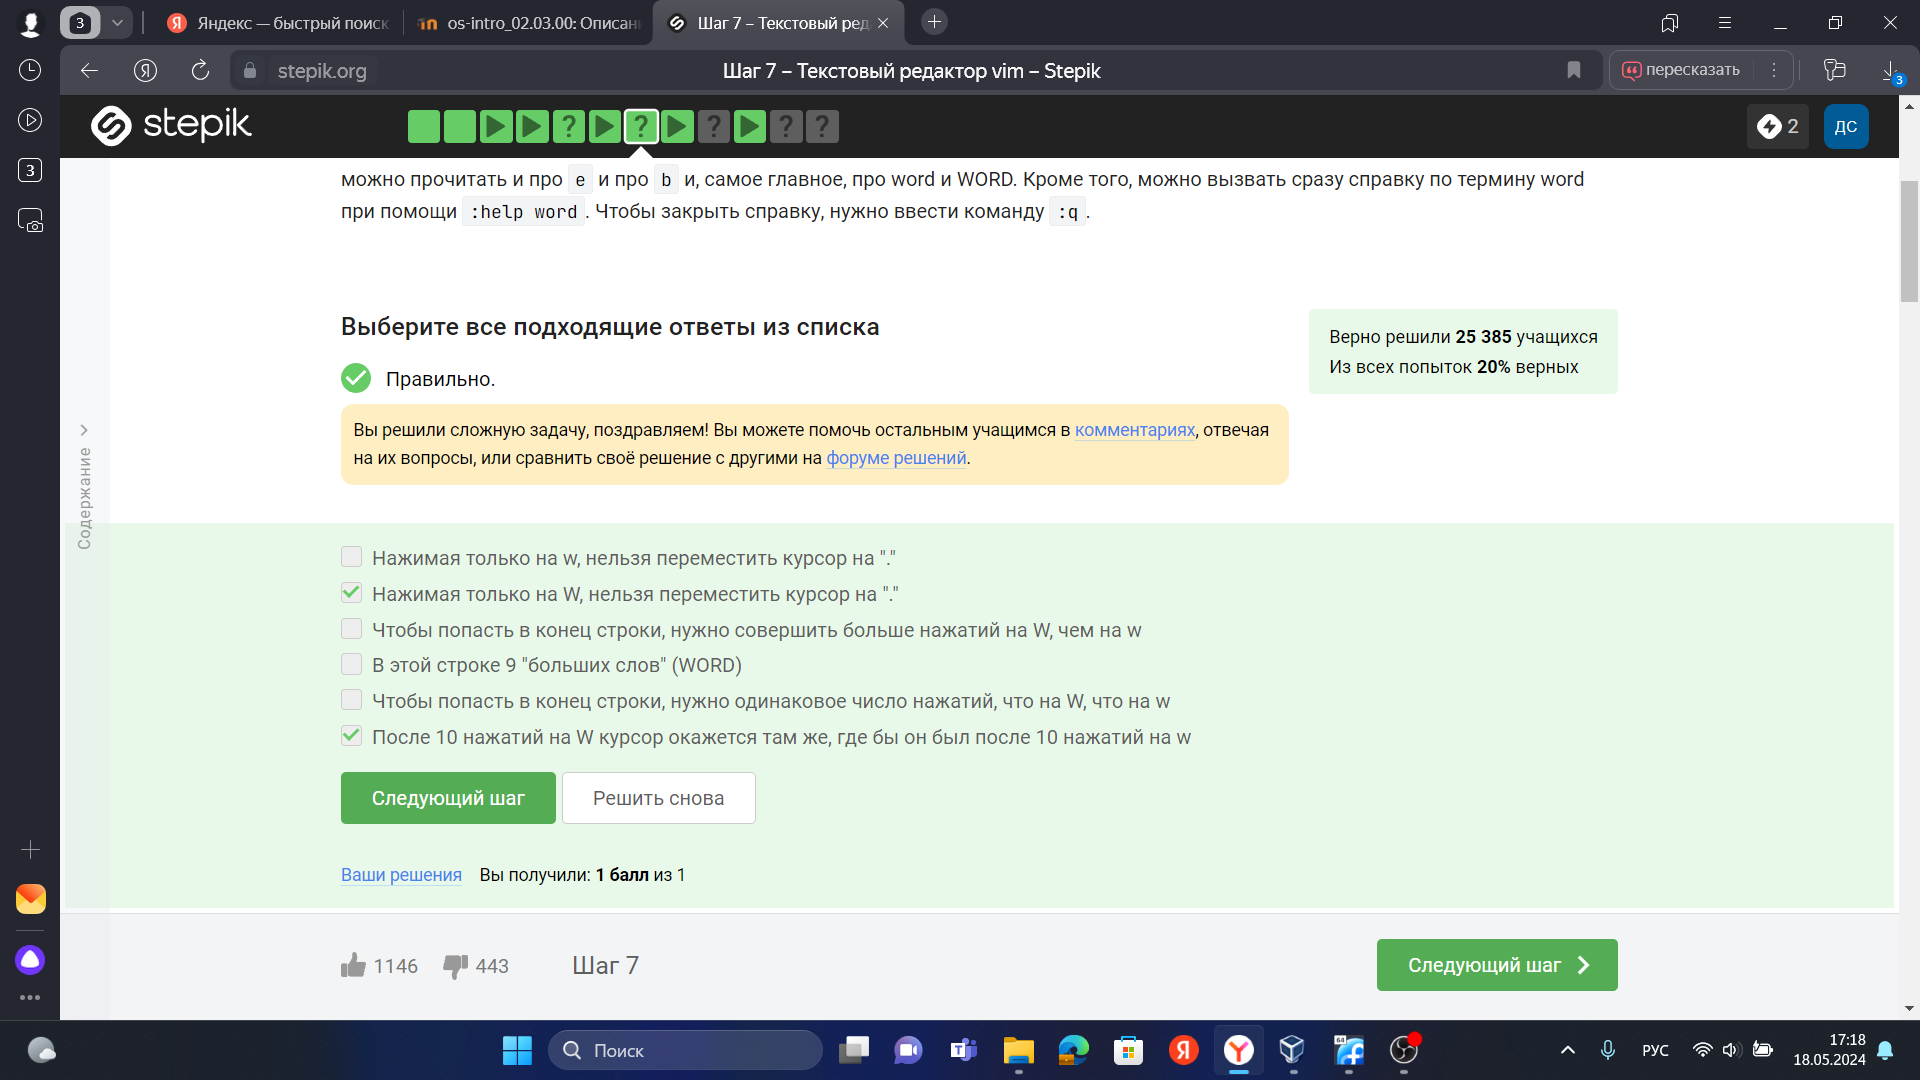 3
Яндекс — быстрый поиск
os-intro_02.03.00: Описан
Шаг 7 – Текстовый ред
stepik.org
Шаг 7 – Текстовый редактор vim – Stepik
пересказать
3
3
stepik
? ? ? ? ?
2
ДС
можно прочитать и про e и про b и, самое главное, про word и WORD. Кроме того, можно вызвать сразу справку по термину word
при помощи :help word. Чтобы закрыть справку, нужно ввести команду :q.
Выберите все подходящие ответы из списка
Верно решили 25 385 учащихся
Из всех попыток 20% верных
Правильно.
Вы решили сложную задачу, поздравляем! Вы можете помочь остальным учащимся в комментариях, отвечая
на их вопросы, или сравнить своё решение с другими на форуме решений.
Содержание
Нажимая только на w, нельзя переместить курсор на "."
Нажимая только на W, нельзя переместить курсор на "."
Чтобы попасть в конец строки, нужно совершить больше нажатий на W, чем на w
В этой строке 9 "больших слов" (WORD)
Чтобы попасть в конец строки, нужно одинаковое число нажатий, что на W, что на w
После 10 нажатий на W курсор окажется там же, где бы он был после 10 нажатий на w
Следующий шаг
Решить снова
Ваши решения Вы получили: 1 балл из 1
1146
443
Шаг 7
Следующий шаг
Поиск
64
РУС
17:18
18.05.2024